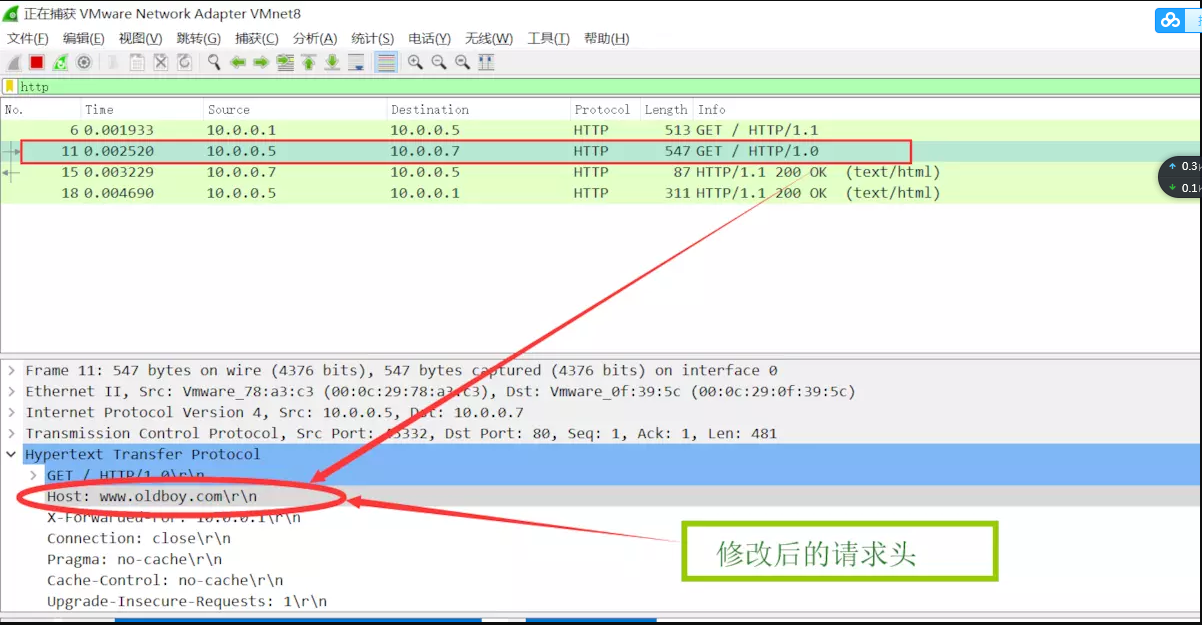 正在捕获 VMware Network Adapter VMnet8
文件(F) 编辑(E) 视图(V) 跳转(G) 捕获(C) 分析(A) 统计(S) 电话(Y) 无线(W) 工具(T) 帮助(H)
http
No. Time Source Destination Protocol Length Info
6 0.001933 10.0.0.1 10.0.0.5 HTTP 513 GET / HTTP/1.1
11 0.002520 10.0.0.5 10.0.0.7 HTTP 547 GET / HTTP/1.0
15 0.003229 10.0.0.7 10.0.0.5 HTTP 87 HTTP/1.1 200 OK (text/html)
18 0.004690 10.0.0.5 10.0.0.1 HTTP 311 HTTP/1.1 200 OK (text/html)
0.3
0.1
Frame 11: 547 bytes on wire (4376 bits), 547 bytes captured (4376 bits) on interface 0
Ethernet II, Src: Vmware_78:a3:c3 (00:0c:29:78:a3:c3), Dst: Vmware_0f:39:5c (00:0c:29:0f:39:5c)
Internet Protocol Version 4, Src: 10.0.0.5, Dst: 10.0.0.7
Transmission Control Protocol, Src Port: 45332, Dst Port: 80, Seq: 1, Ack: 1, Len: 481
Hypertext Transfer Protocol
GET / HTTP/1.0\r\n
Host: www.oldboy.com\r\n
X-Forwarded-For: 10.0.0.1\r\n
Connection: close\r\n
Pragma: no-cache\r\n
Cache-Control: no-cache\r\n
Upgrade-Insecure-Requests: 1\r\n
修改后的请求头